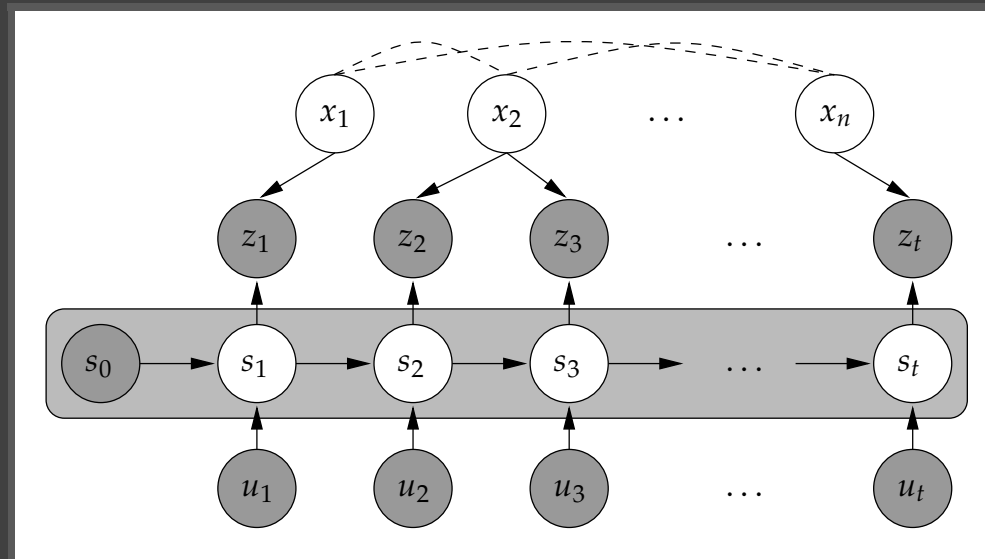 x₁ x₂ … xₙ
z₁ z₂ z₃ … zₜ
s₀ s₁ s₂ s₃ … sₜ
u₁ u₂ u₃ … uₜ